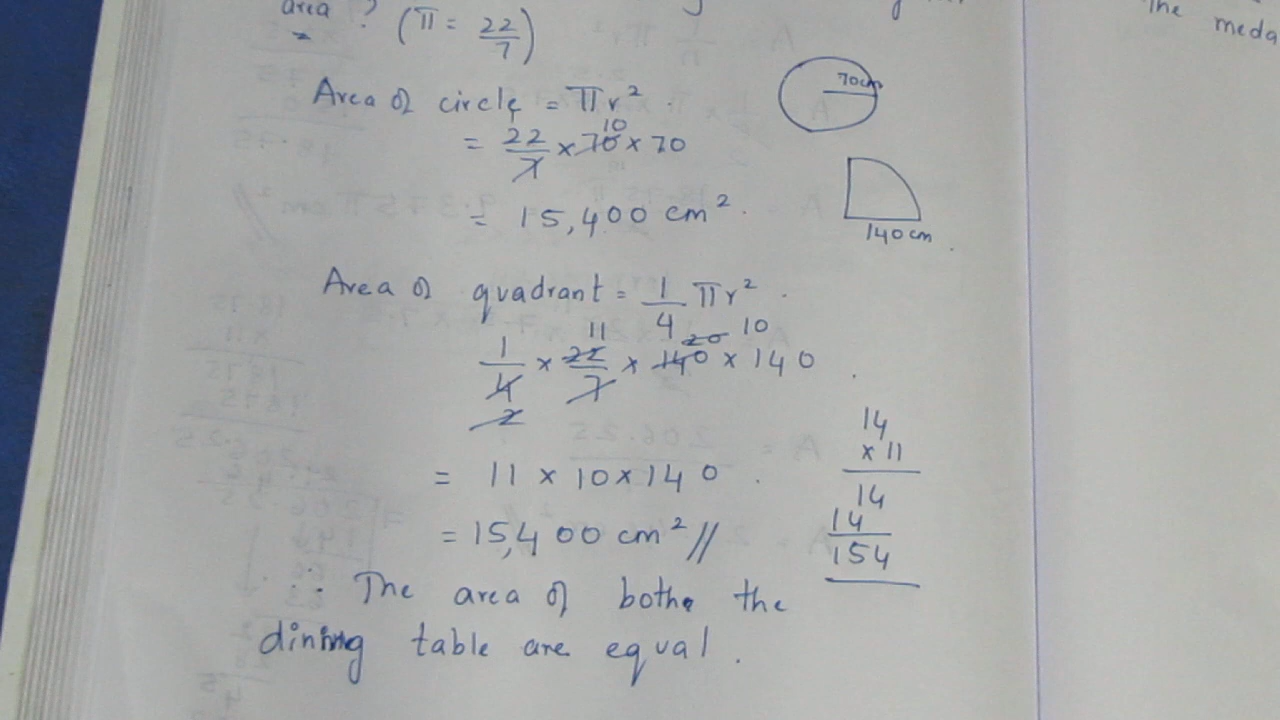 area ? (π = 22/7)
The meda
Area of circle = πr²
70cm
= 22/7 × 70 10 × 70
= 15,400 cm².
140 cm
Area of quadrant = 1/4 πr².
1/4 2 × 22 11/7 × 140 20 10 × 140
= 11 × 10 × 140.
= 15,400 cm² //
14
× 11
14
14
154
∴ The area of both the
dining table are equal.